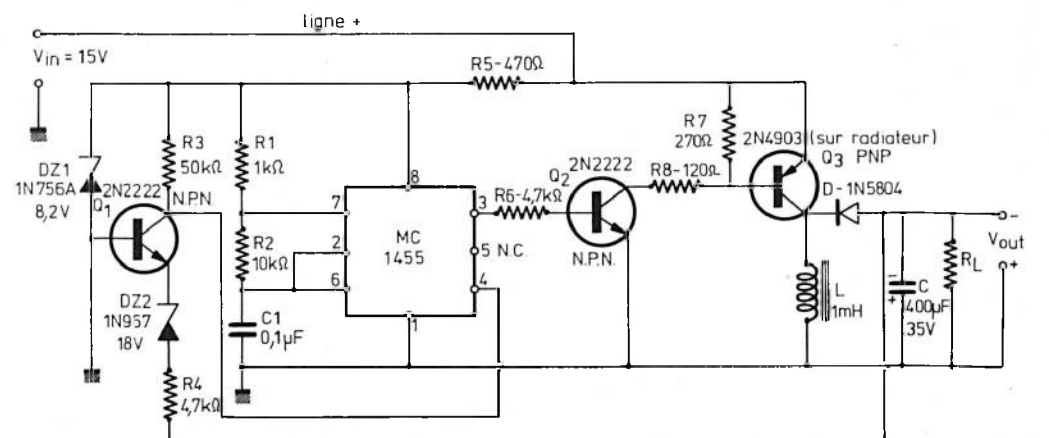 ligne +
Vin = 15V
R5-470Ω
R3
50kΩ
R1
1kΩ
R7
270Ω
2N4903 (sur radiateur)
Q3 PNP
DZ1
1N756A
8,2V
2N2222
Q1
N.P.N.
8
R6-4,7kΩ
Q2
2N2222
R8-120Ω
D-1N5804
7
3
MC
1455
2
5 N.C.
R2
10kΩ
6
4
N.P.N.
-
Vout
+
RL
DZ2
1N957
18V
C1
0,1µF
1
L
1mH
-
+
C
400µF
35V
R4
4,7kΩ